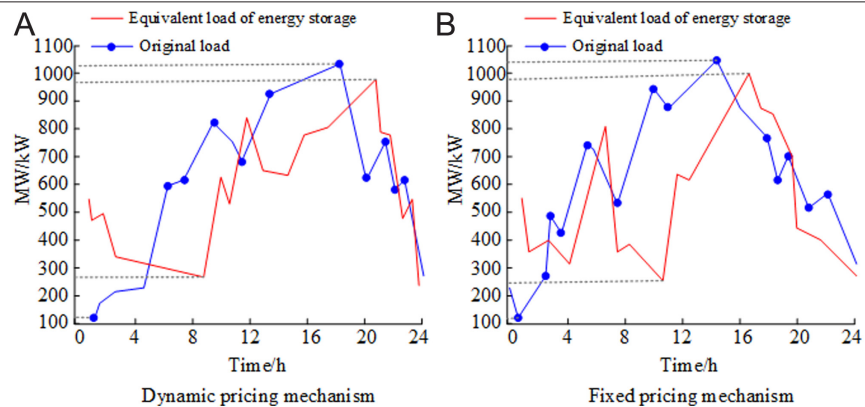 A
Equivalent load of energy storage
Original load
1100
1000
900
800
700
600
500
400
300
200
100
MW/kW
0 4 8 12 16 20 24
Time/h
Dynamic pricing mechanism
B
Equivalent load of energy storage
Original load
1100
1000
900
800
700
600
500
400
300
200
100
MW/kW
0 4 8 12 16 20 24
Time/h
Fixed pricing mechanism